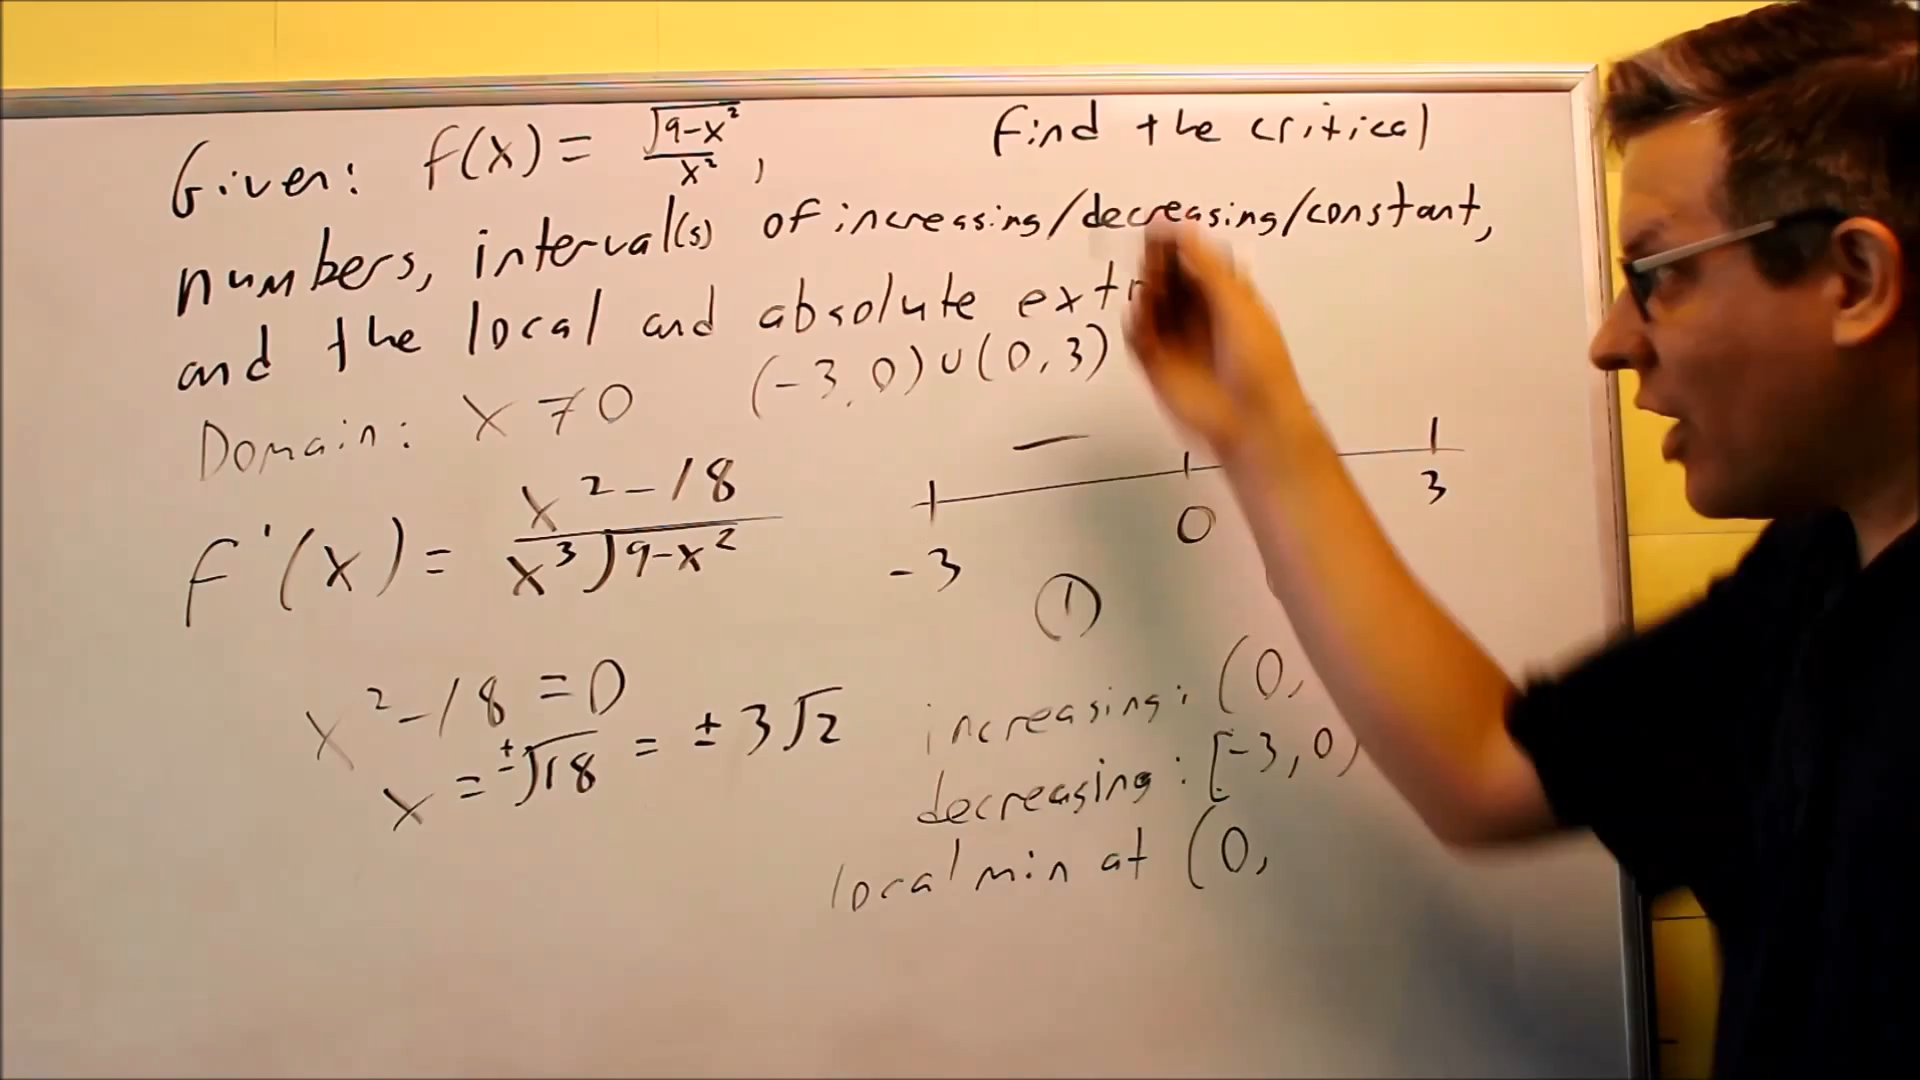 Given: f(x) = √(9-x²)/x² , Find the critical
numbers, interval(s) of increasing/decreasing/constant,
and the local and absolute
Domain: x ≠ 0 (-3,0)∪(0,3)
f'(x) = (x²-18)/(x³√(9-x²))
-3 0 3
①
x²-18=0
x = ±√18 = ±3√2
increasing: (0,
decreasing: [-3,0)
local min at (0,